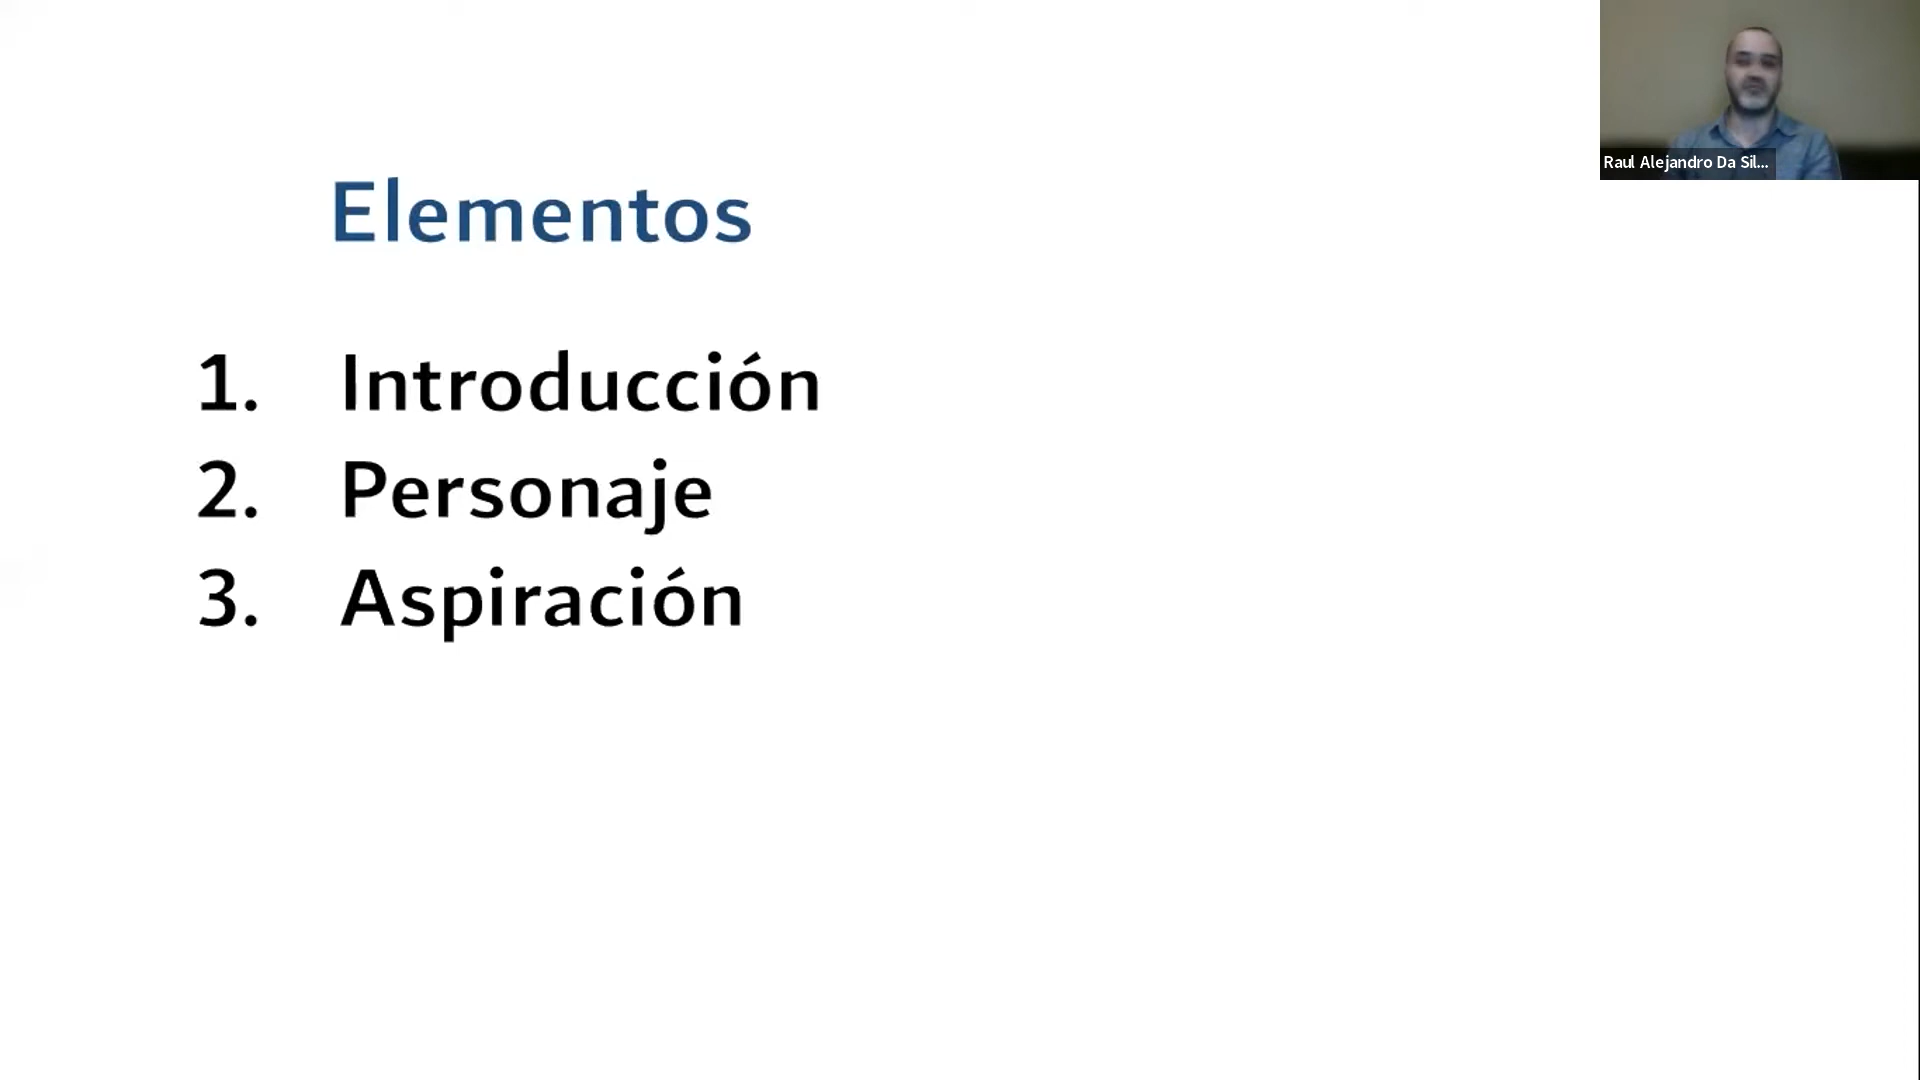 Elementos
1. Introducción
2. Personaje
3. Aspiración
Raul Alejandro Da Sil...